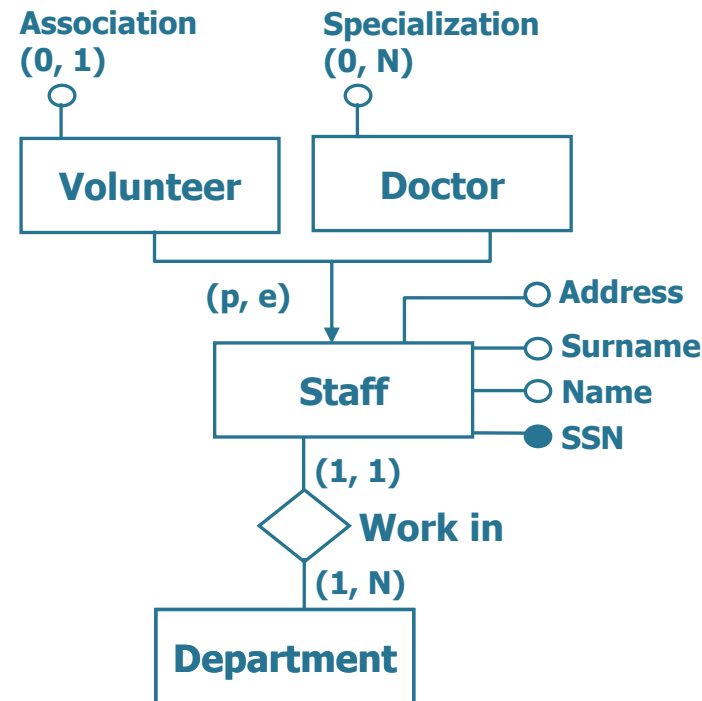 Association
(0, 1)
Specialization
(0, N)
Volunteer
Doctor
(p, e)
Address
Surname
Name
SSN
Staff
(1, 1)
Work in
(1, N)
Department